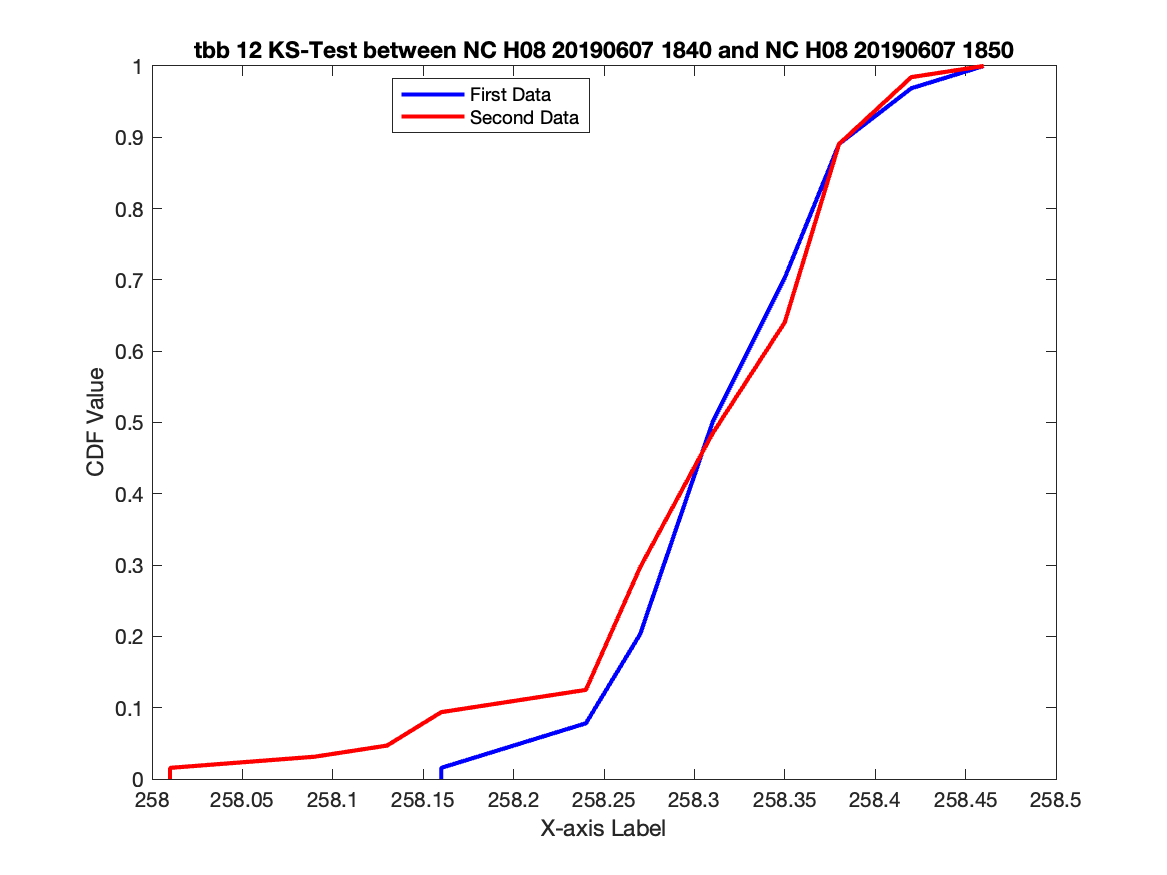 tbb 12 KS-Test between NC H08 20190607 1840 and NC H08 20190607 1850
First Data
Second Data
CDF Value
1
0.9
0.8
0.7
0.6
0.5
0.4
0.3
0.2
0.1
0
258 258.05 258.1 258.15 258.2 258.25 258.3 258.35 258.4 258.45 258.5
X-axis Label